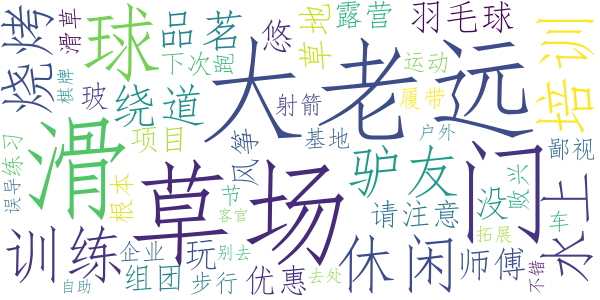 烧烤
滑草
棋牌
球
品茗
下次
跑
悠
草地
露营
羽毛球
培训
大老远
运动
履带
射箭
玻
绕道
项目
基地
户外
鄙视
练习
误导
滑
根本
草场
风筝
驴友
门
没
败兴
水上
请注意
节
客官
训练
企业
玩
别去
休闲
师傅
拓展
车
组团
步行
优惠
去处
不错
自助